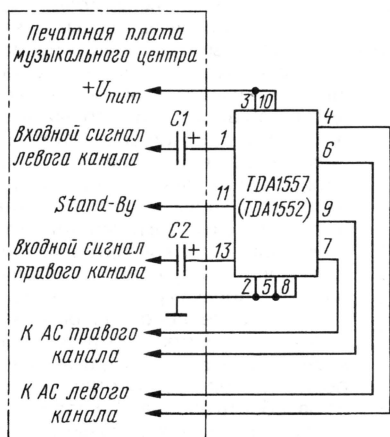 Печатная плата
музыкального центра
+Uпит
3 10
4
C1
+
Входной сигнал
левого канала
1
6
TDA1557
(TDA1552)
Stand-By
11
9
C2
+
Входной сигнал
правого канала
13
7
2 5 8
К АС правого
канала
К АС левого
канала